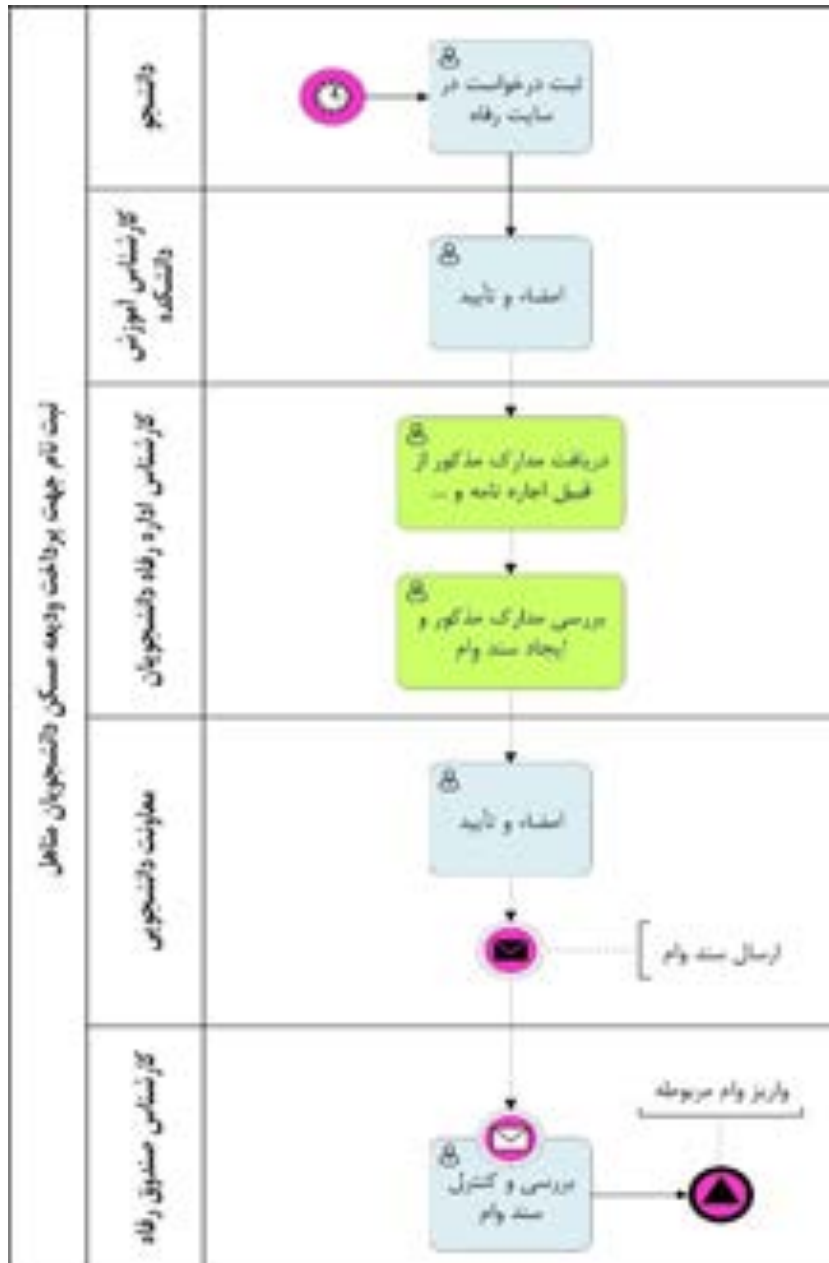 ثبت نام جهت پرداخت ودیعه مسکن دانشجویان متاهل
دانشجو
ثبت درخواست در
سایت رفاه
کارشناس آموزش
دانشکده
امضاء و تأیید
کارشناس اداره رفاه دانشجویان
دریافت مدارک مذکور از
قبیل اجاره نامه و ...
بررسی مدارک مذکور و
ایجاد سند وام
معاونت دانشجویی
امضاء و تأیید
ارسال سند وام
کارشناس صندوق رفاه
واریز وام مربوطه
بررسی و کنترل
سند وام